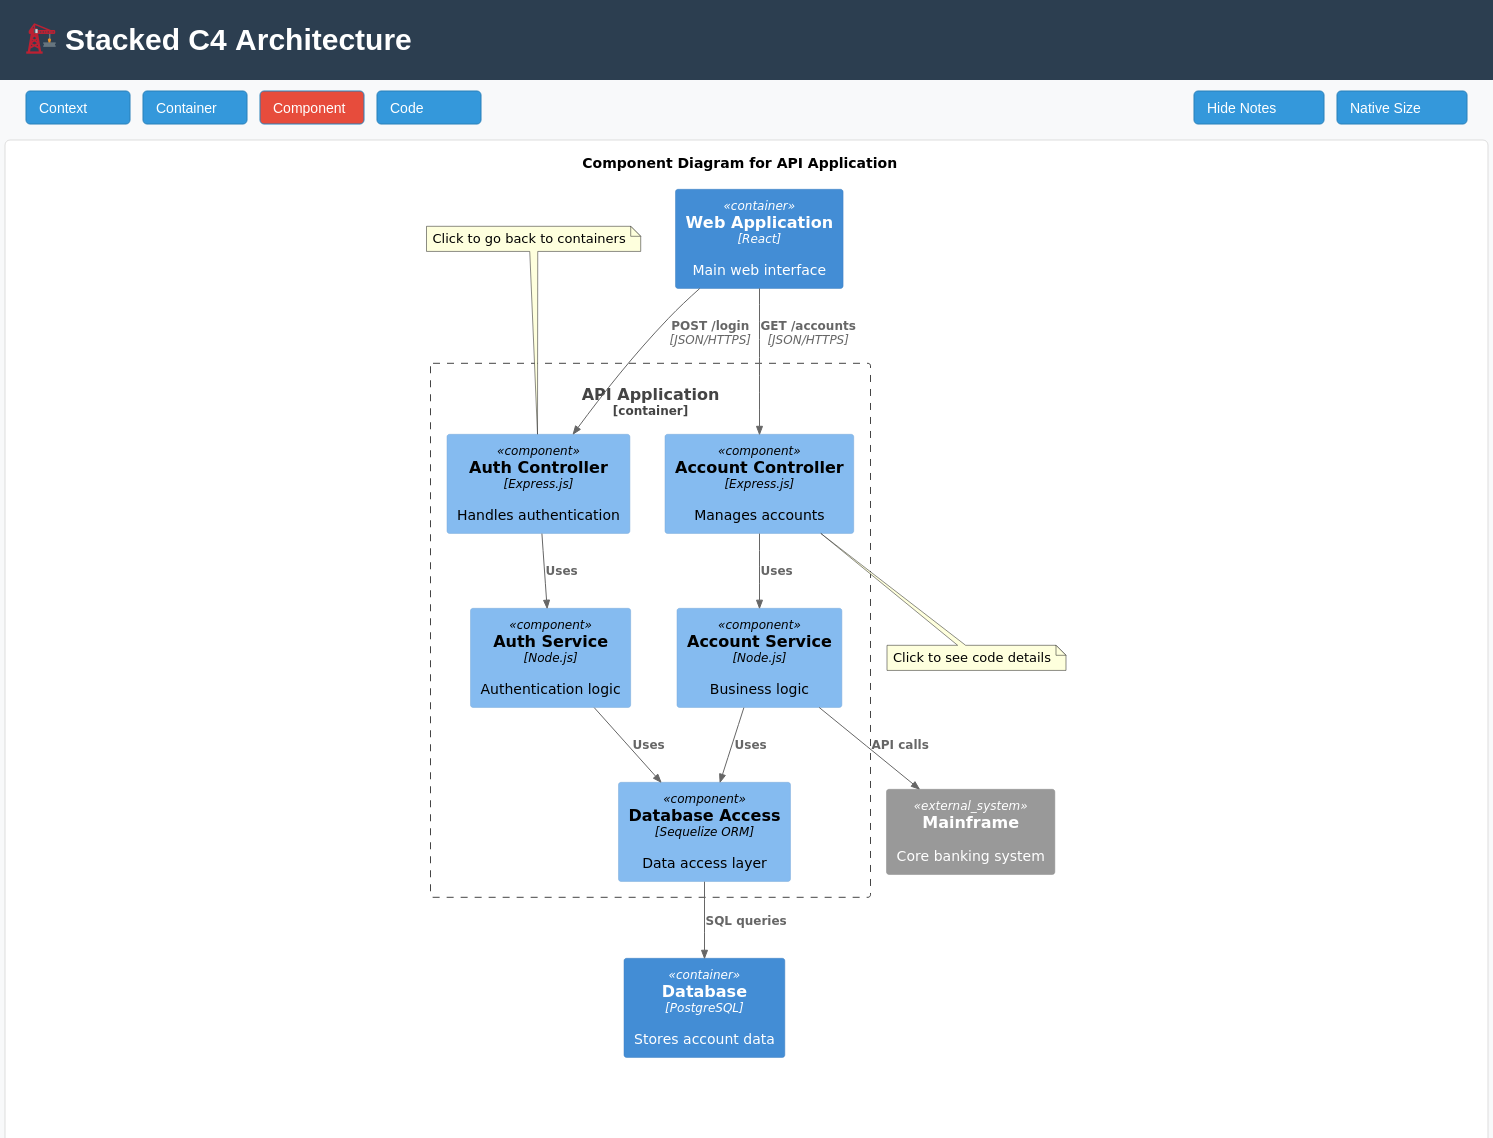 Stacked C4 Architecture
Context
Container
Component
Code
Hide Notes
Native Size
Component Diagram for API Application
«container»
Web Application
[React]
Main web interface
Click to go back to containers
POST /login
[JSON/HTTPS]
GET /accounts
[JSON/HTTPS]
API Application
[container]
«component»
Auth Controller
[Express.js]
Handles authentication
«component»
Account Controller
[Express.js]
Manages accounts
Uses
Uses
«component»
Auth Service
[Node.js]
Authentication logic
«component»
Account Service
[Node.js]
Business logic
Click to see code details
Uses
Uses
API calls
«component»
Database Access
[Sequelize ORM]
Data access layer
«external_system»
Mainframe
Core banking system
SQL queries
«container»
Database
[PostgreSQL]
Stores account data